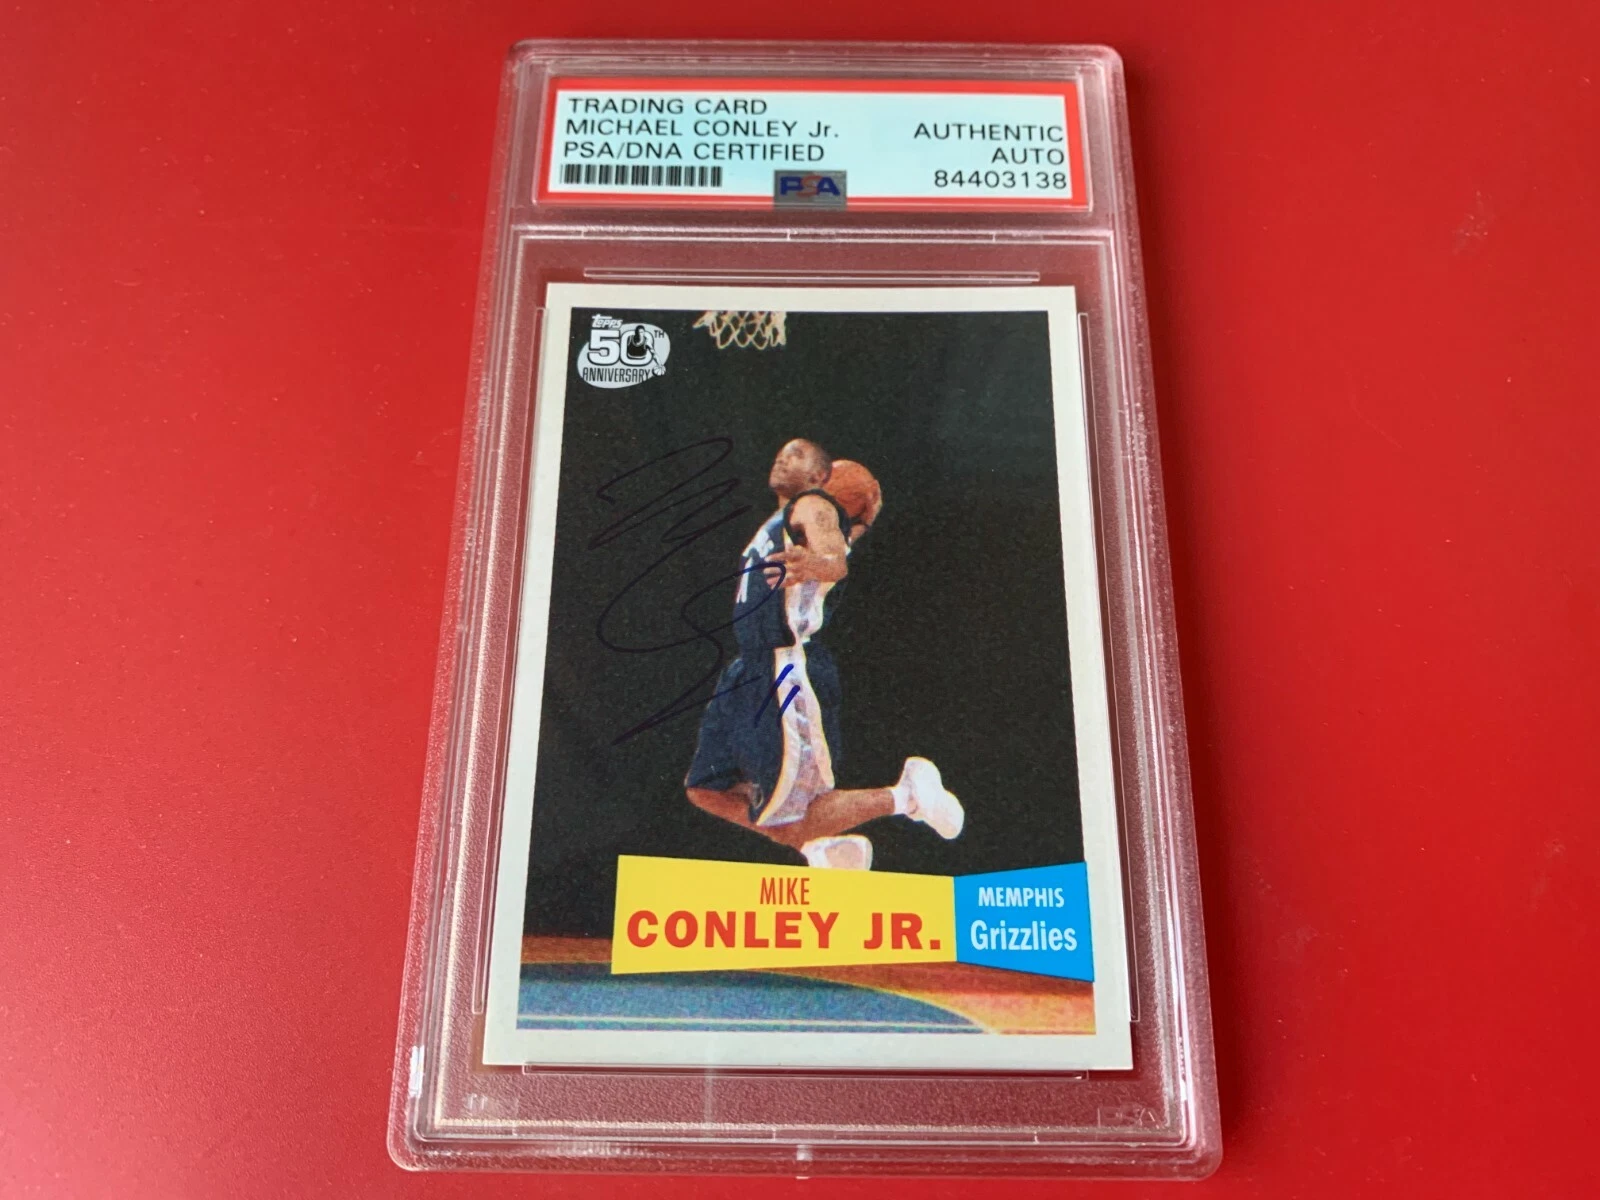 TRADING CARD
MICHAEL CONLEY Jr.
PSA/DNA CERTIFIED
AUTHENTIC
AUTO
84403138
PSA
Topps
50TH
ANNIVERSARY
11
MIKE
CONLEY JR.
MEMPHIS
Grizzlies